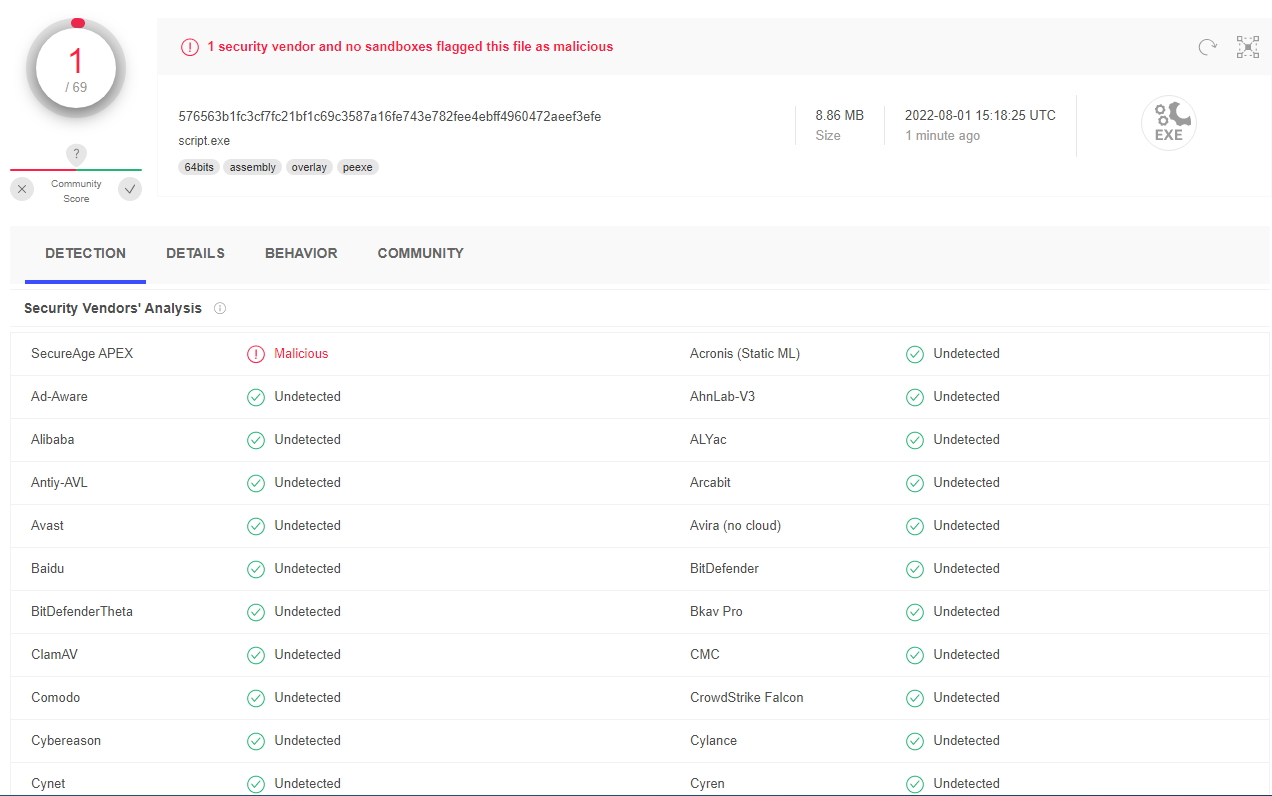 1
/ 69
?
Community
Score
1 security vendor and no sandboxes flagged this file as malicious
576563b1fc3cf7fc21bf1c69c3587a16fe743e782fee4ebff4960472aeef3efe
script.exe
64bits assembly overlay peexe
8.86 MB
Size
2022-08-01 15:18:25 UTC
1 minute ago
EXE
DETECTION DETAILS BEHAVIOR COMMUNITY
Security Vendors' Analysis
SecureAge APEX Malicious Acronis (Static ML) Undetected
Ad-Aware Undetected AhnLab-V3 Undetected
Alibaba Undetected ALYac Undetected
Antiy-AVL Undetected Arcabit Undetected
Avast Undetected Avira (no cloud) Undetected
Baidu Undetected BitDefender Undetected
BitDefenderTheta Undetected Bkav Pro Undetected
ClamAV Undetected CMC Undetected
Comodo Undetected CrowdStrike Falcon Undetected
Cybereason Undetected Cylance Undetected
Cynet Undetected Cyren Undetected